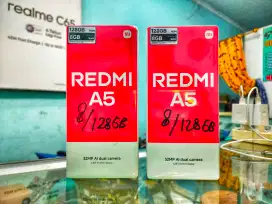 realme C65
128GB
8GB
REDMI
A5
8/128GB
32MP AI dual camera
128GB
8GB
REDMI
A5
8/128GB
32MP AI dual camera